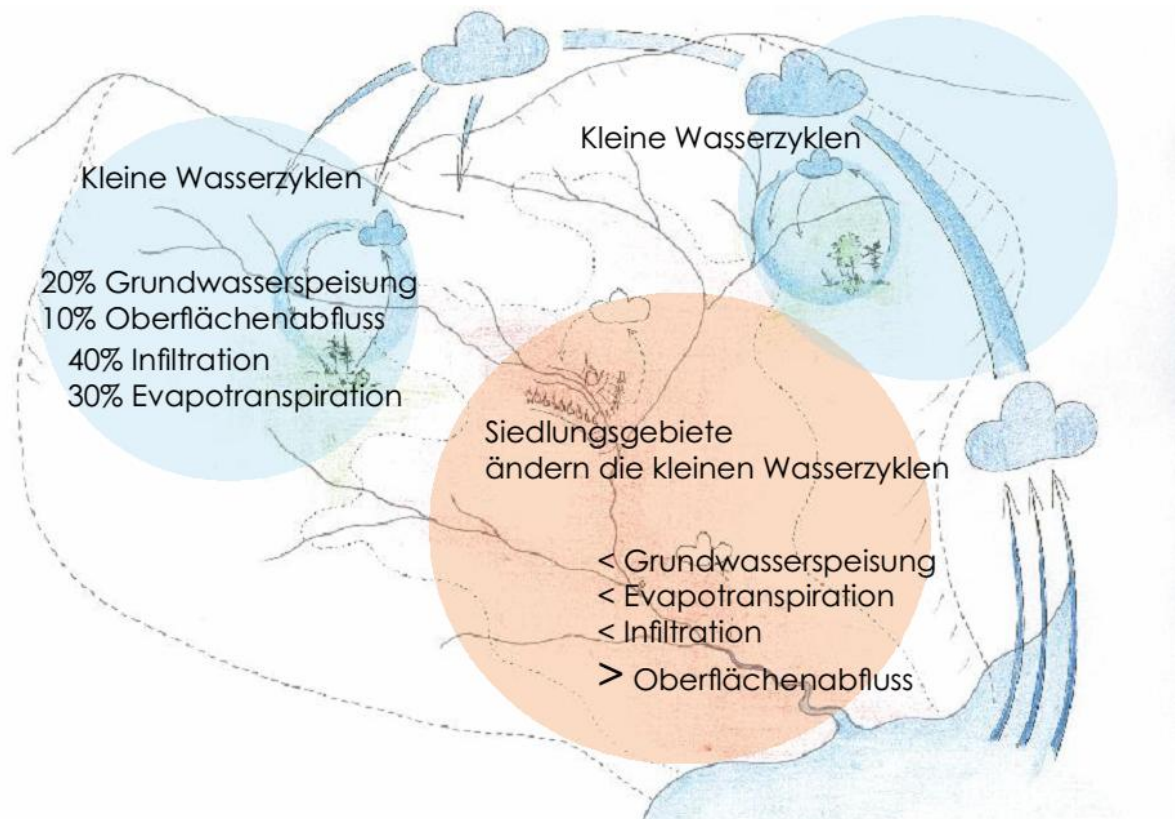 Kleine Wasserzyklen
Kleine Wasserzyklen
20% Grundwasserspeisung
10% Oberflächenabfluss
40% Infiltration
30% Evapotranspiration
Siedlungsgebiete
ändern die kleinen Wasserzyklen
< Grundwasserspeisung
< Evapotranspiration
< Infiltration
> Oberflächenabfluss